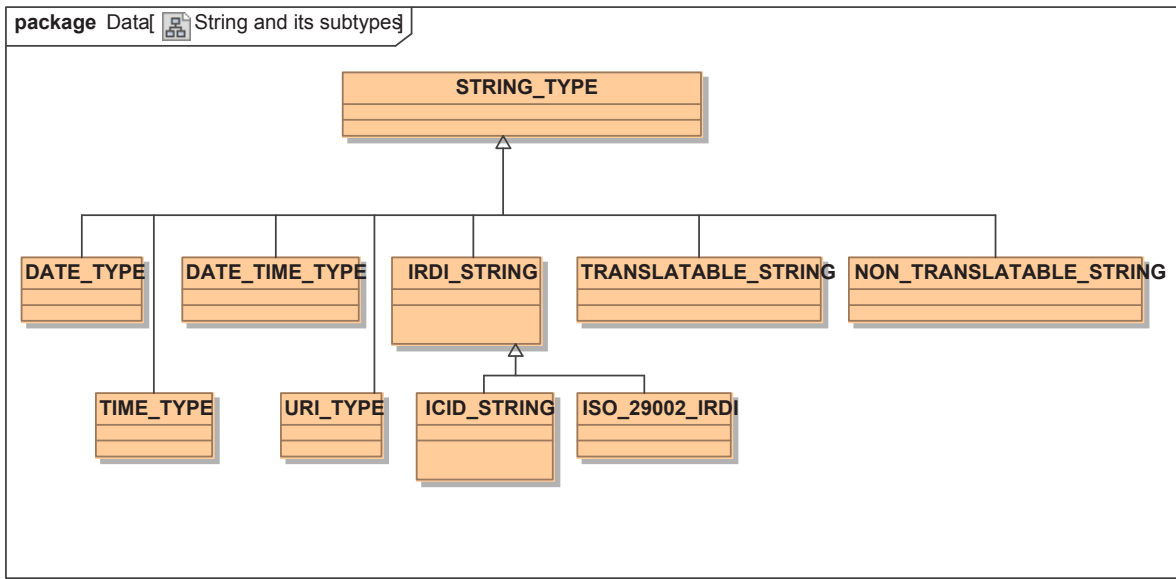 package Data[ String and its subtypes]
STRING_TYPE
DATE_TYPE
DATE_TIME_TYPE
IRDI_STRING
TRANSLATABLE_STRING
NON_TRANSLATABLE_STRING
TIME_TYPE
URI_TYPE
ICID_STRING
ISO_29002_IRDI